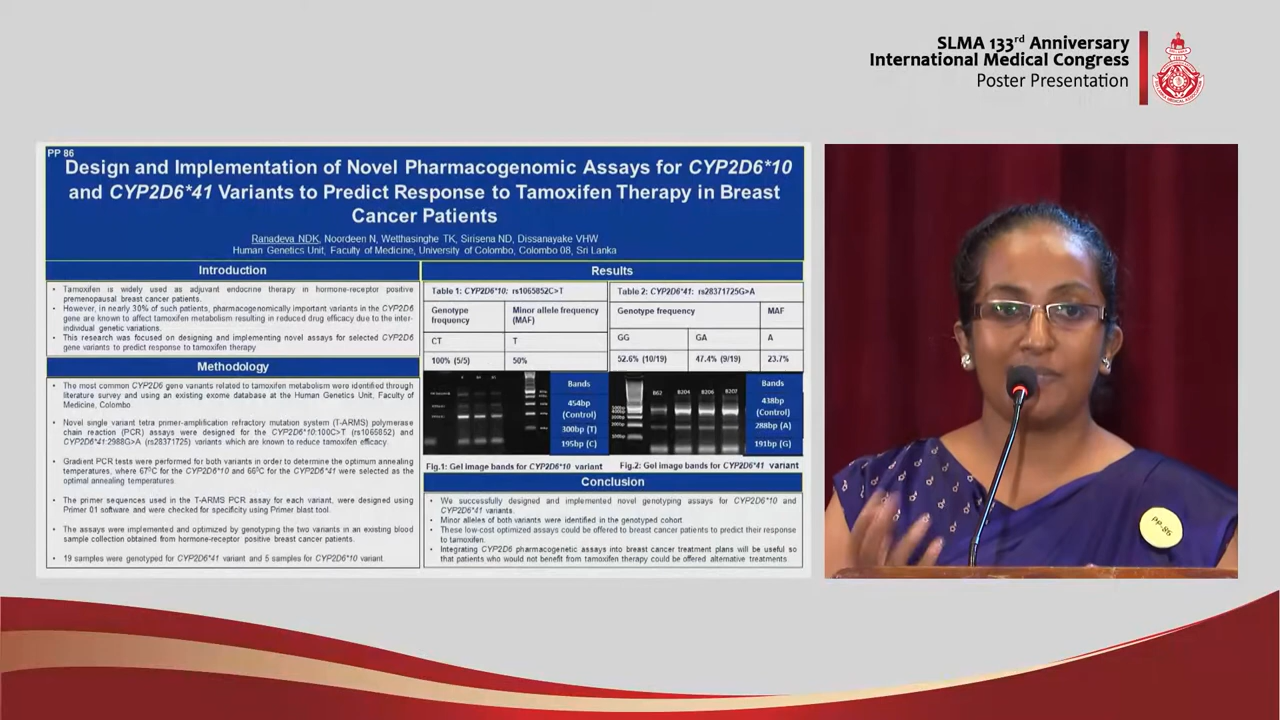 SLMA 133rd Anniversary
International Medical Congress
Poster Presentation
PP 86
Design and Implementation of Novel Pharmacogenomic Assays for CYP2D6*10
and CYP2D6*41 Variants to Predict Response to Tamoxifen Therapy in Breast
Cancer Patients
Ranadeva NDK, Noordeen N, Wetthasinghe TK, Sirisena ND, Dissanayake VHW
Human Genetics Unit, Faculty of Medicine, University of Colombo, Colombo 08, Sri Lanka
Introduction
• Tamoxifen is widely used as adjuvant endocrine therapy in hormone-receptor positive
premenopausal breast cancer patients.
• However, in nearly 30% of such patients, pharmacogenomically important variants in the CYP2D6
gene are known to affect tamoxifen metabolism resulting in reduced drug efficacy due to the inter-
individual genetic variations.
• This research was focused on designing and implementing novel assays for selected CYP2D6
gene variants to predict response to tamoxifen therapy
Methodology
• The most common CYP2D6 gene variants related to tamoxifen metabolism were identified through
literature survey and using an existing exome database at the Human Genetics Unit, Faculty of
Medicine, Colombo
• Novel single variant tetra primer-amplification refractory mutation system (T-ARMS) polymerase
chain reaction (PCR) assays were designed for the CYP2D6*10:100C>T (rs1065852) and
CYP2D6*41:2988G>A (rs28371725) variants which are known to reduce tamoxifen efficacy.
• Gradient PCR tests were performed for both variants in order to determine the optimum annealing
temperatures, where 67⁰C for the CYP2D6*10 and 66⁰C for the CYP2D6*41 were selected as the
optimal annealing temperatures
• The primer sequences used in the T-ARMS PCR assay for each variant, were designed using
Primer 01 software and were checked for specificity using Primer blast tool.
• The assays were implemented and optimized by genotyping the two variants in an existing blood
sample collection obtained from hormone-receptor positive breast cancer patients.
• 19 samples were genotyped for CYP2D6*41 variant and 5 samples for CYP2D6*10 variant.
Results
Table 1: CYP2D6*10; rs1065852C>T
Genotype frequency
Minor allele frequency (MAF)
CT
T
100% (5/5)
50%
Table 2: CYP2D6*41: rs28371725G>A
Genotype frequency
MAF
GG
GA
A
52.6% (10/19)
47.4% (9/19)
23.7%
Bands
454bp
(Control)
300bp (T)
195bp (C)
B62 B204 B206 B207
Bands
438bp
(Control)
288bp (A)
191bp (G)
Fig.1: Gel image bands for CYP2D6*10 variant
Fig.2: Gel image bands for CYP2D6*41 variant
Conclusion
• We successfully designed and implemented novel genotyping assays for CYP2D6*10 and
CYP2D6*41 variants.
• Minor alleles of both variants were identified in the genotyped cohort
• These low-cost optimized assays could be offered to breast cancer patients to predict their response
to tamoxifen.
• Integrating CYP2D6 pharmacogenetic assays into breast cancer treatment plans will be useful so
that patients who would not benefit from tamoxifen therapy could be offered alternative treatments
PP-86